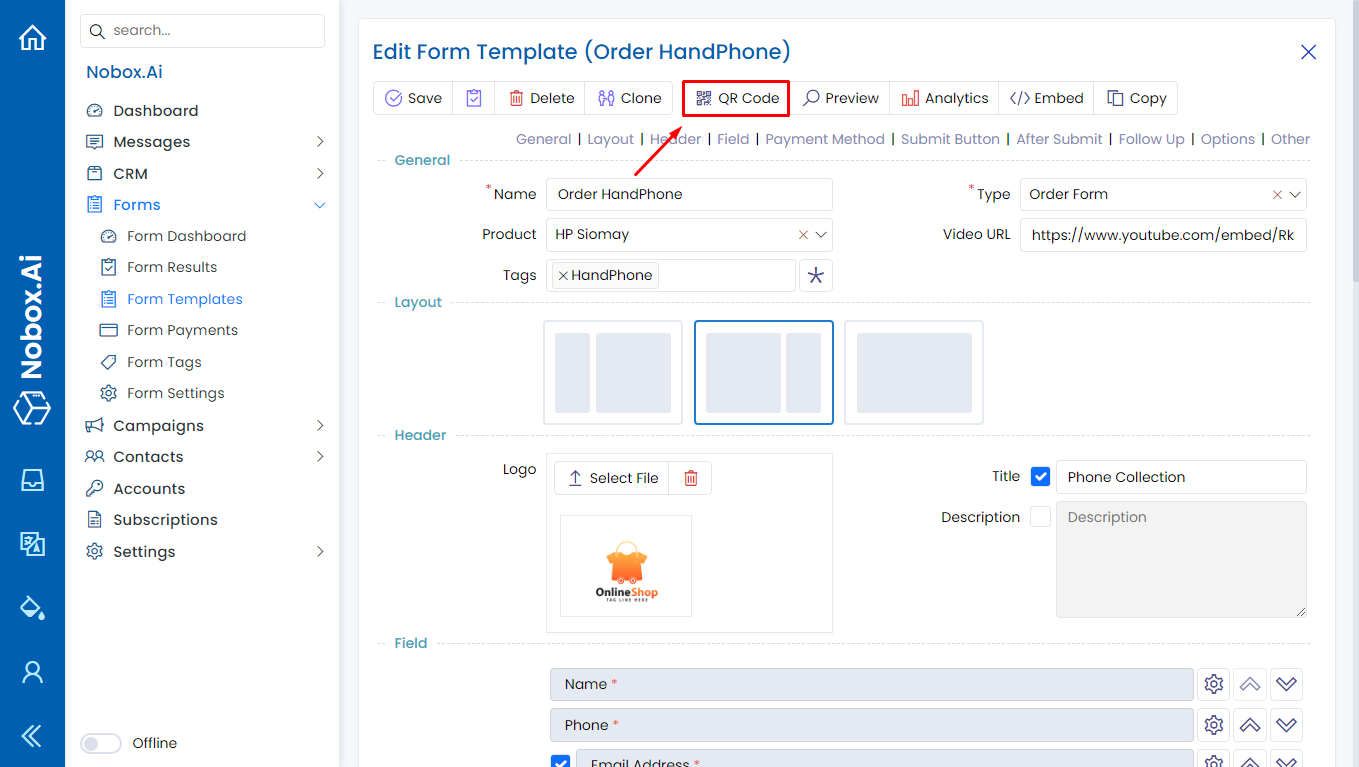 search...
Nobox.Ai
Dashboard
Messages
CRM
Forms
Form Dashboard
Form Results
Form Templates
Form Payments
Form Tags
Form Settings
Campaigns
Contacts
Accounts
Subscriptions
Settings
Offline
Nobox.Ai
Edit Form Template (Order HandPhone)
Save Delete Clone QR Code Preview Analytics </> Embed Copy
General | Layout | Header | Field | Payment Method | Submit Button | After Submit | Follow Up | Options | Other
General
* Name Order HandPhone * Type Order Form
Product HP Siomay Video URL https://www.youtube.com/embed/Rk
Tags × HandPhone
Layout
Header
Logo Select File Title Phone Collection
Description Description
OnlineShop
TAG LINE HERE
Field
Name *
Phone *
Email Address *